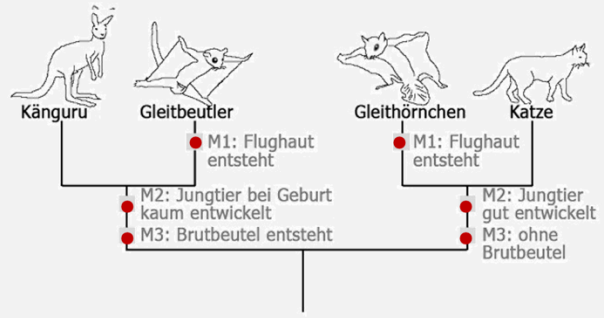 Känguru
Gleitbeutler
Gleithörnchen
Katze
M1: Flughaut
entsteht
M1: Flughaut
entsteht
M2: Jungtier bei Geburt
kaum entwickelt
M2: Jungtier
gut entwickelt
M3: Brutbeutel entsteht
M3: ohne
Brutbeutel